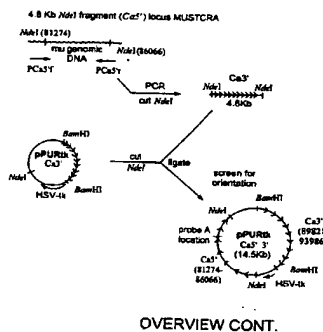 4.8 Kb NdeI fragment (Ca5') locus MUSTCRA
NdeI (81274)
mu genomic
DNA
NdeI
(86066)
PCa5'f
PCa5'r
PCR
cut NdeI
Ca3'
NdeI
NdeI
4.8Kb
BamHI
pPURtk
Ca3'
NdeI
BamHI
HSV-tk
cut
NdeI
ligate
screen for
orientation
BamHI
NdeI
probe A
location
pPURtk
Ca5' 3'
(14.5Kb)
Ca3'
(89821-
93986)
Ca5'
(81274-
86066)
BamHI
HSV-tk
NdeI
OVERVIEW CONT.